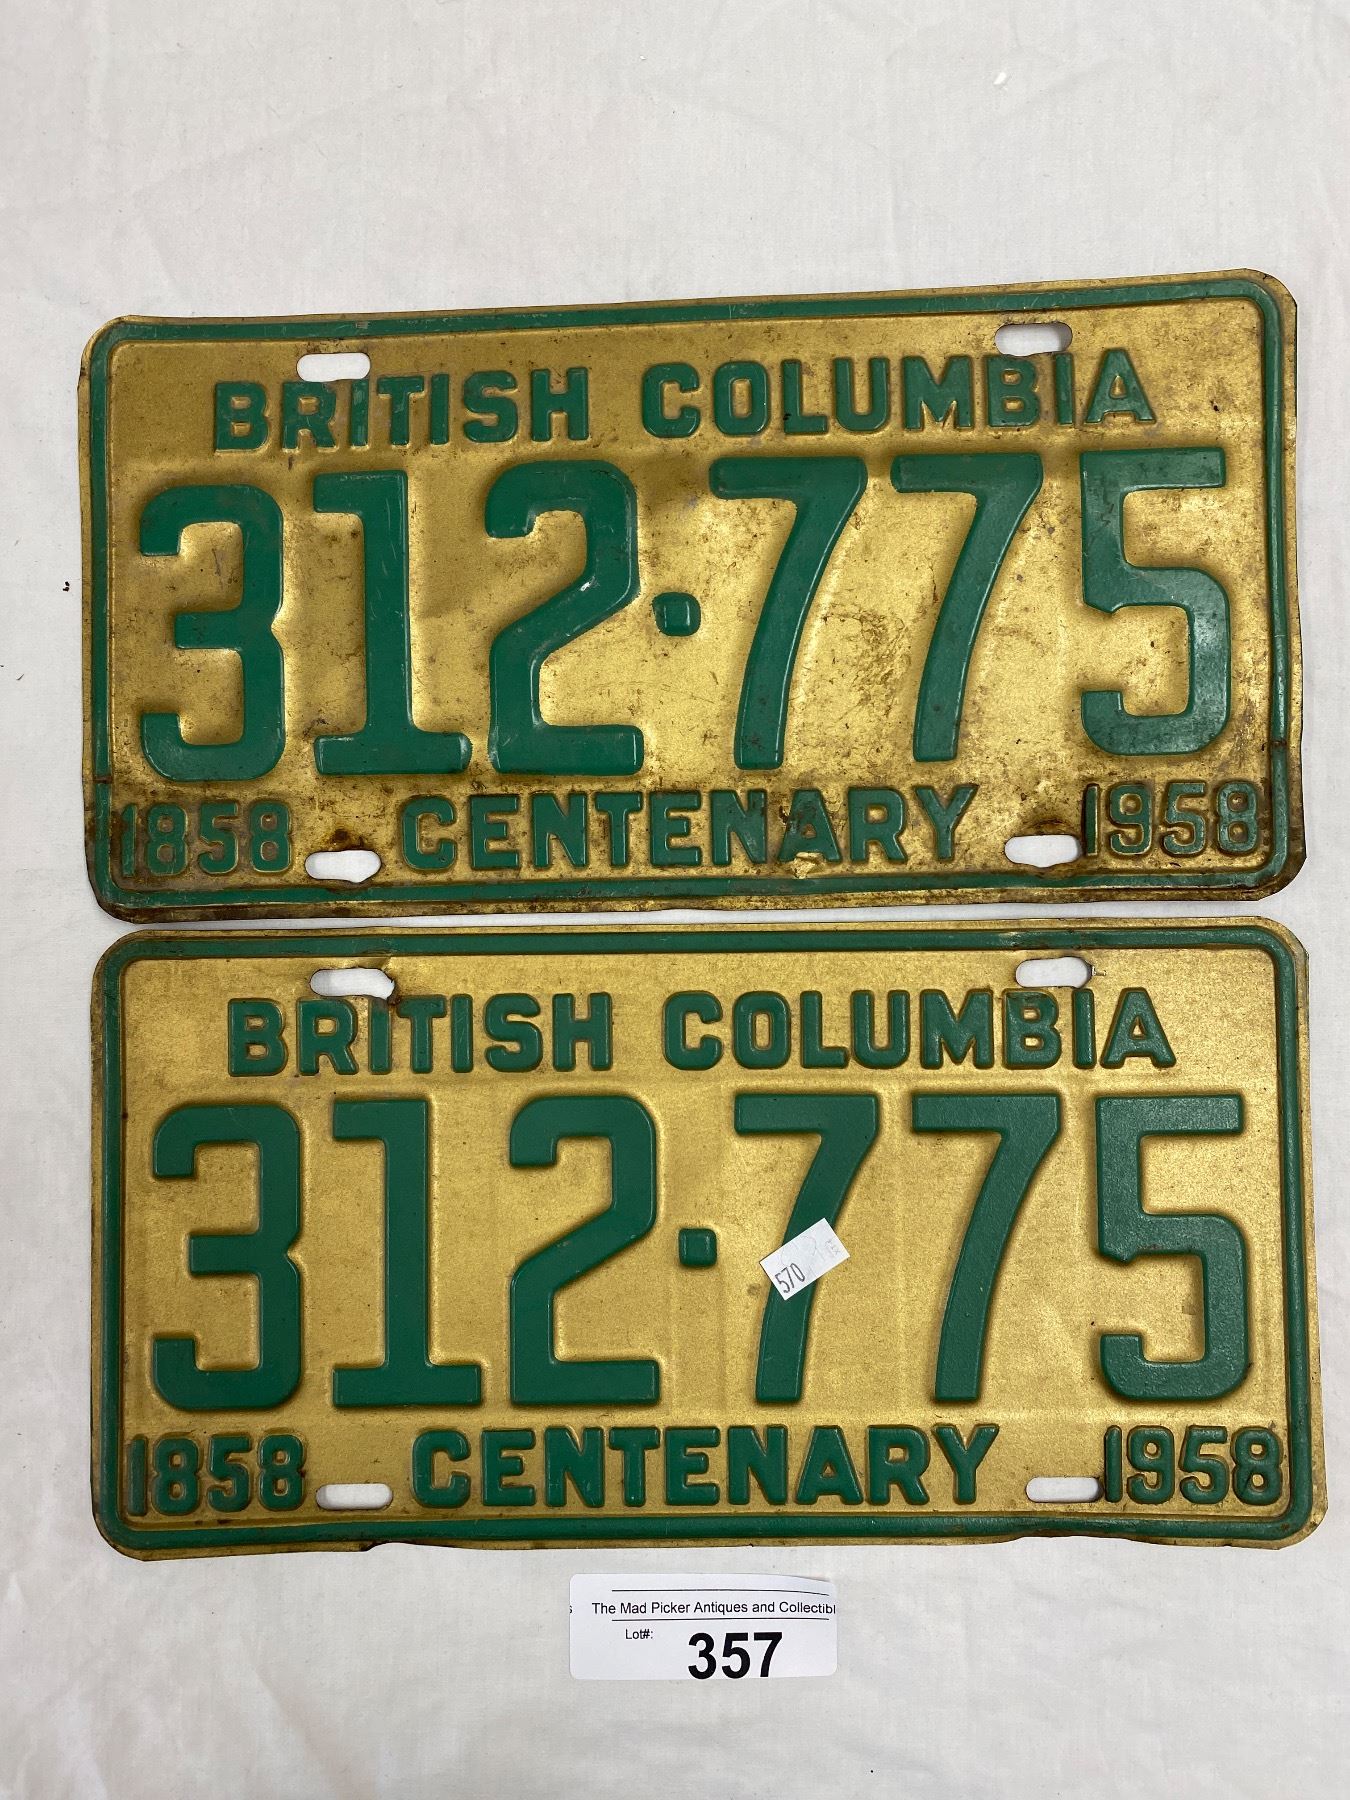 BRITISH COLUMBIA
312·775
1858 CENTENARY 1958
BRITISH COLUMBIA
312·775
570
1858 CENTENARY 1958
s The Mad Picker Antiques and Collectibl
Lot#: 357